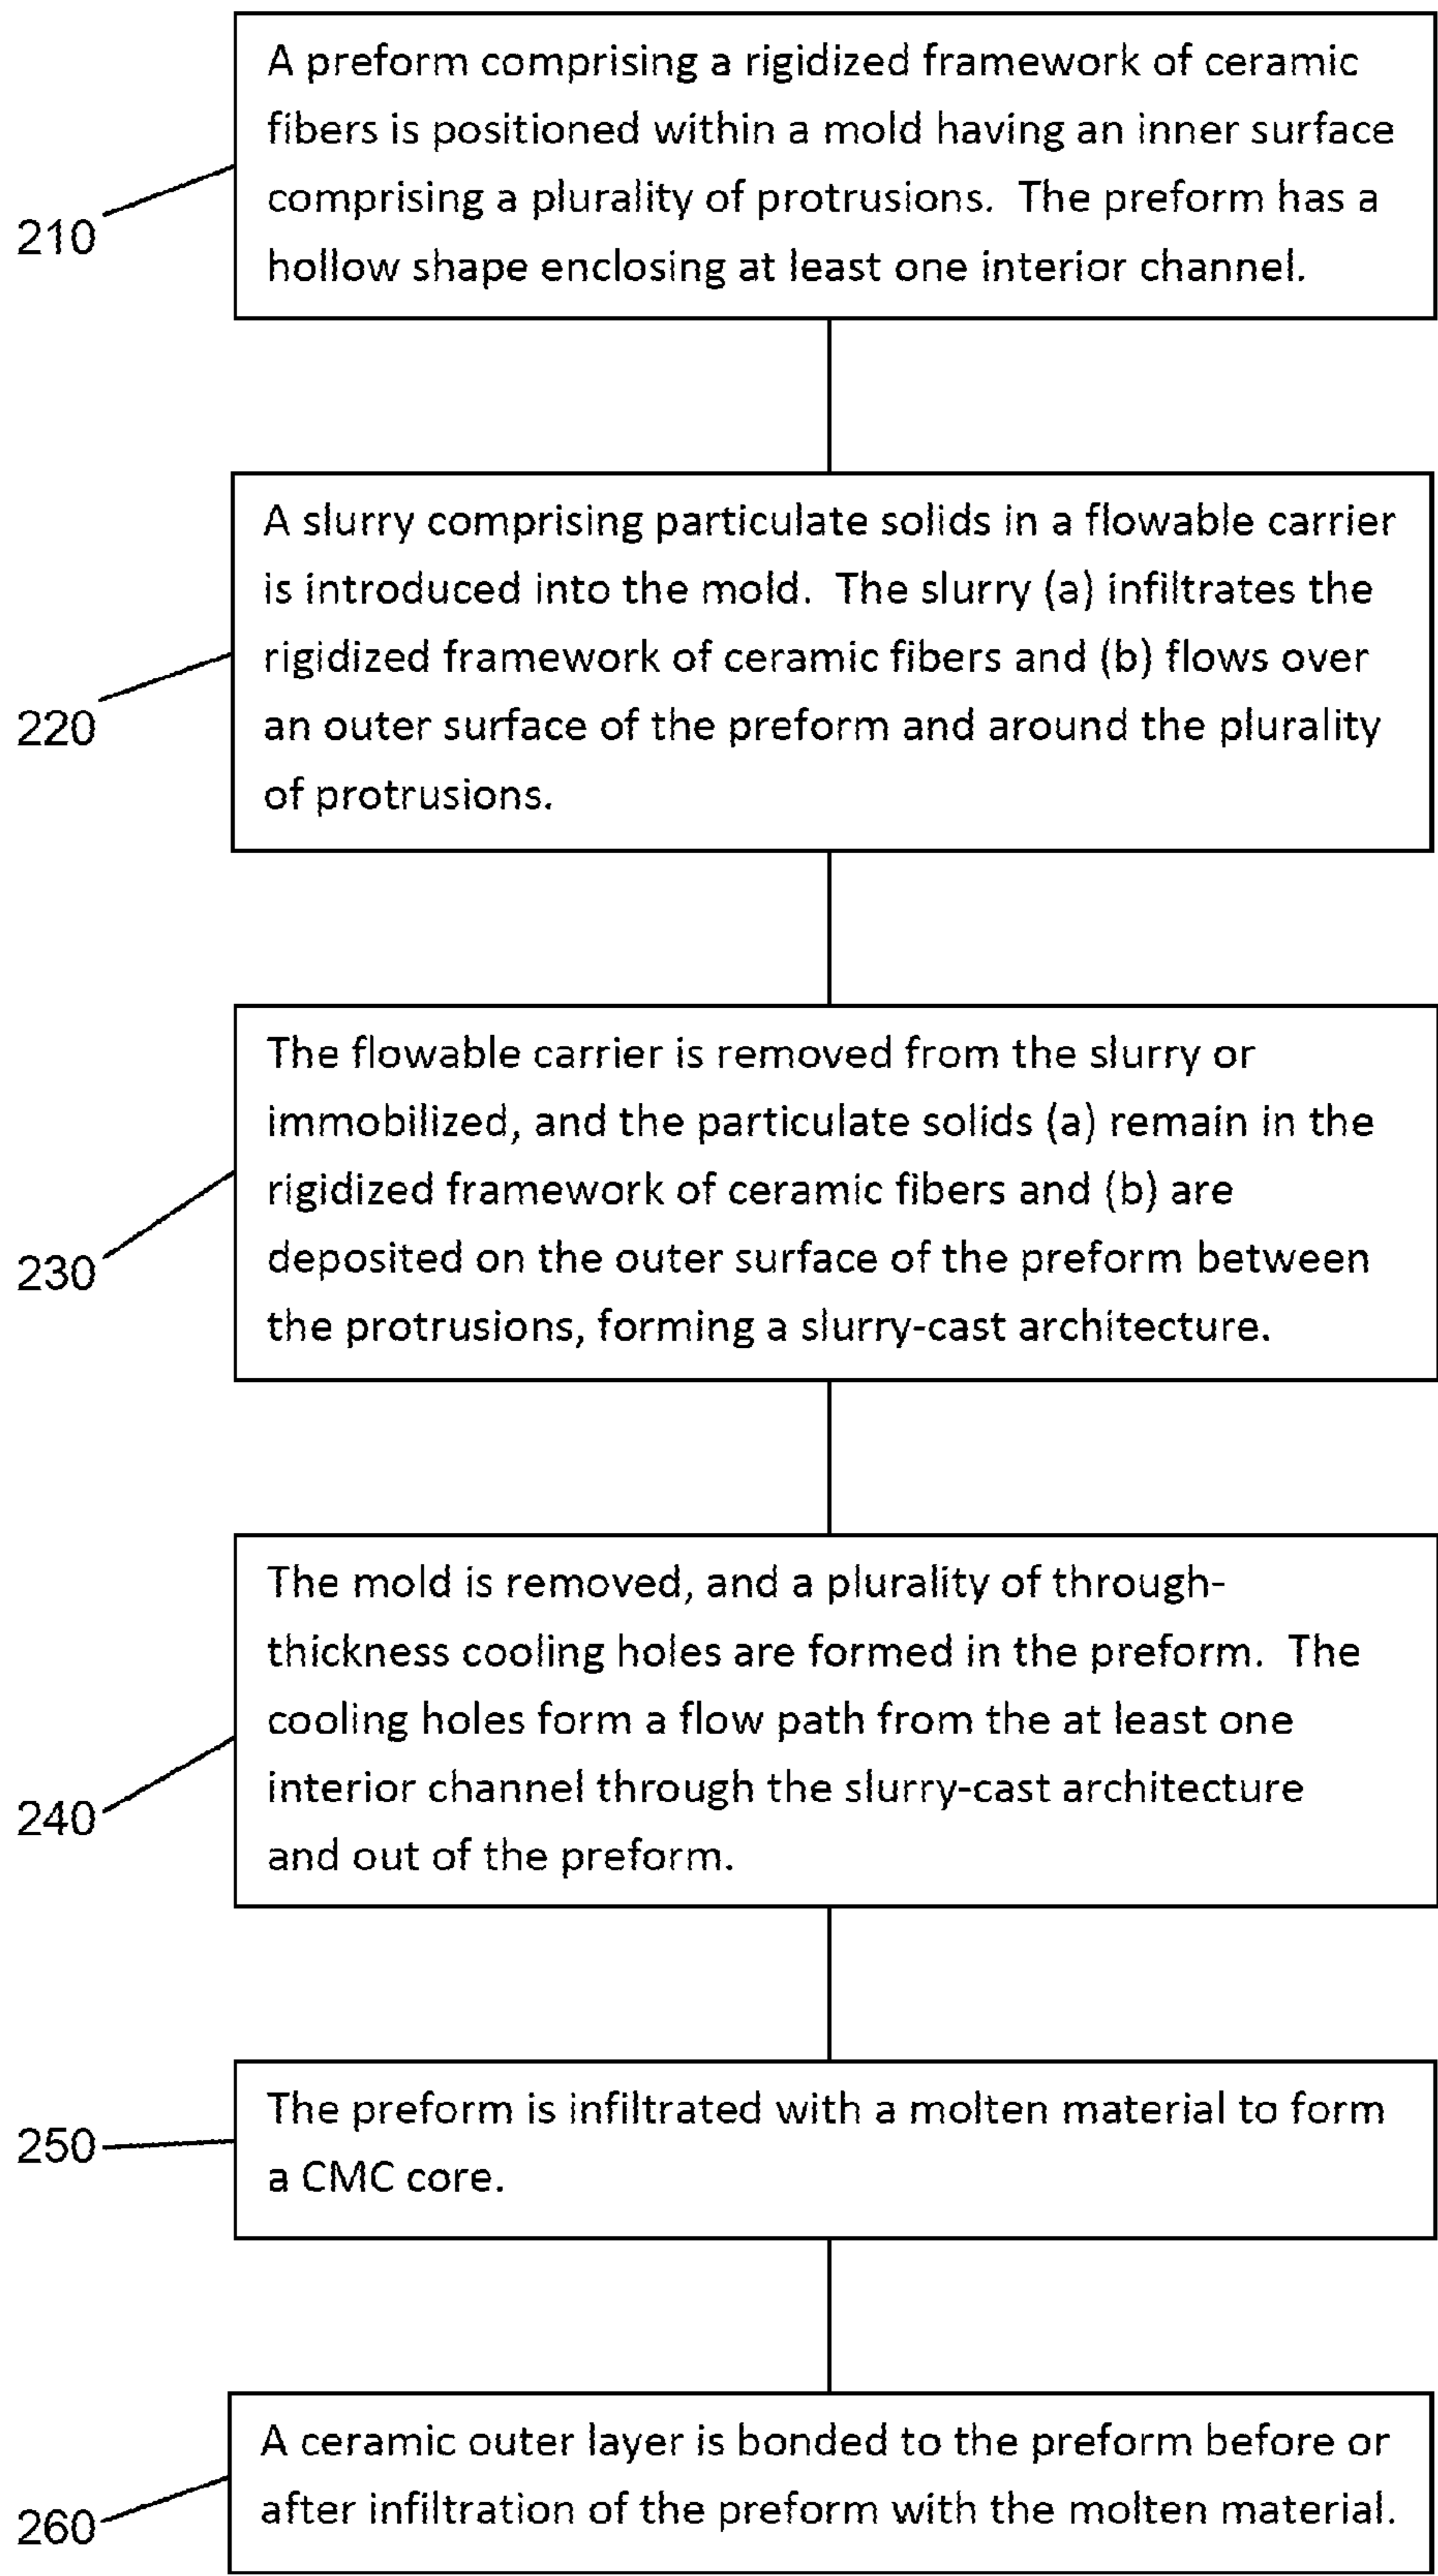 A preform comprising a rigidized framework of ceramic
fibers is positioned within a mold having an inner surface
comprising a plurality of protrusions.  The preform has a
hollow shape enclosing at least one interior channel.
210
A slurry comprising particulate solids in a flowable carrier
is introduced into the mold.  The slurry (a) infiltrates the
rigidized framework of ceramic fibers and (b) flows over
an outer surface of the preform and around the plurality
of protrusions.
220
The flowable carrier is removed from the slurry or
immobilized, and the particulate solids (a) remain in the
rigidized framework of ceramic fibers and (b) are
deposited on the outer surface of the preform between
the protrusions, forming a slurry-cast architecture.
230
The mold is removed, and a plurality of through-
thickness cooling holes are formed in the preform.  The
cooling holes form a flow path from the at least one
interior channel through the slurry-cast architecture
and out of the preform.
240
The preform is infiltrated with a molten material to form
a CMC core.
250
A ceramic outer layer is bonded to the preform before or
after infiltration of the preform with the molten material.
260